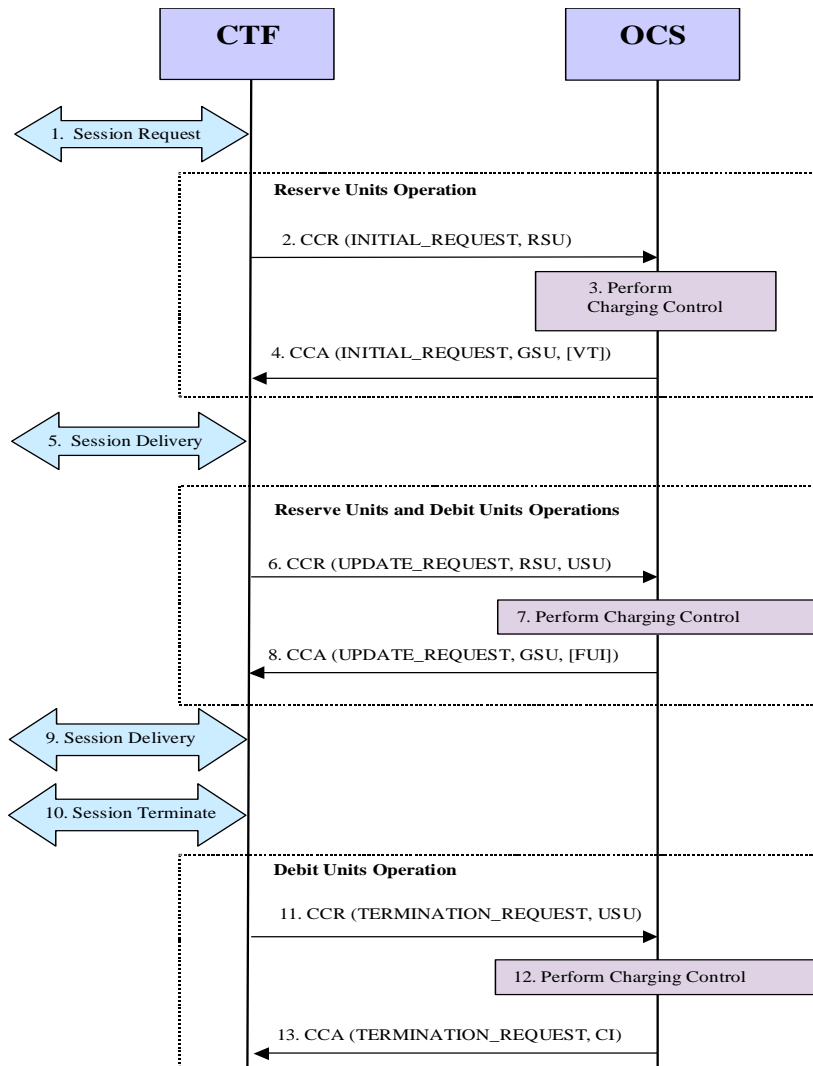 CTF
OCS
1. Session Request
Reserve Units Operation
2. CCR (INITIAL_REQUEST, RSU)
3. Perform
Charging Control
4. CCA (INITIAL_REQUEST, GSU, [VT])
5. Session Delivery
Reserve Units and Debit Units Operations
6. CCR (UPDATE_REQUEST, RSU, USU)
7. Perform Charging Control
8. CCA (UPDATE_REQUEST, GSU, [FUI])
9. Session Delivery
10. Session Terminate
Debit Units Operation
11. CCR (TERMINATION_REQUEST, USU)
12. Perform Charging Control
13. CCA (TERMINATION_REQUEST, CI)